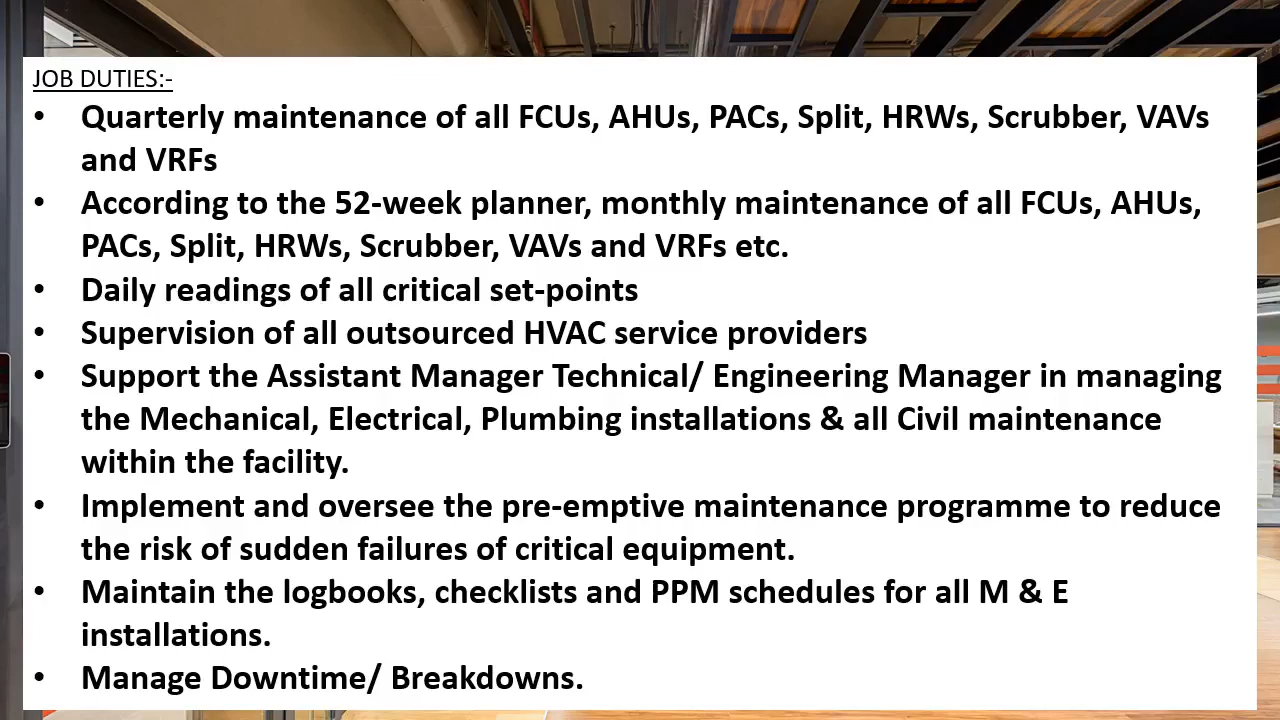 JOB DUTIES:-
• Quarterly maintenance of all FCUs, AHUs, PACs, Split, HRWs, Scrubber, VAVs
and VRFs
• According to the 52-week planner, monthly maintenance of all FCUs, AHUs,
PACs, Split, HRWs, Scrubber, VAVs and VRFs etc.
• Daily readings of all critical set-points
• Supervision of all outsourced HVAC service providers
• Support the Assistant Manager Technical/ Engineering Manager in managing
the Mechanical, Electrical, Plumbing installations & all Civil maintenance
within the facility.
• Implement and oversee the pre-emptive maintenance programme to reduce
the risk of sudden failures of critical equipment.
• Maintain the logbooks, checklists and PPM schedules for all M & E
installations.
• Manage Downtime/ Breakdowns.